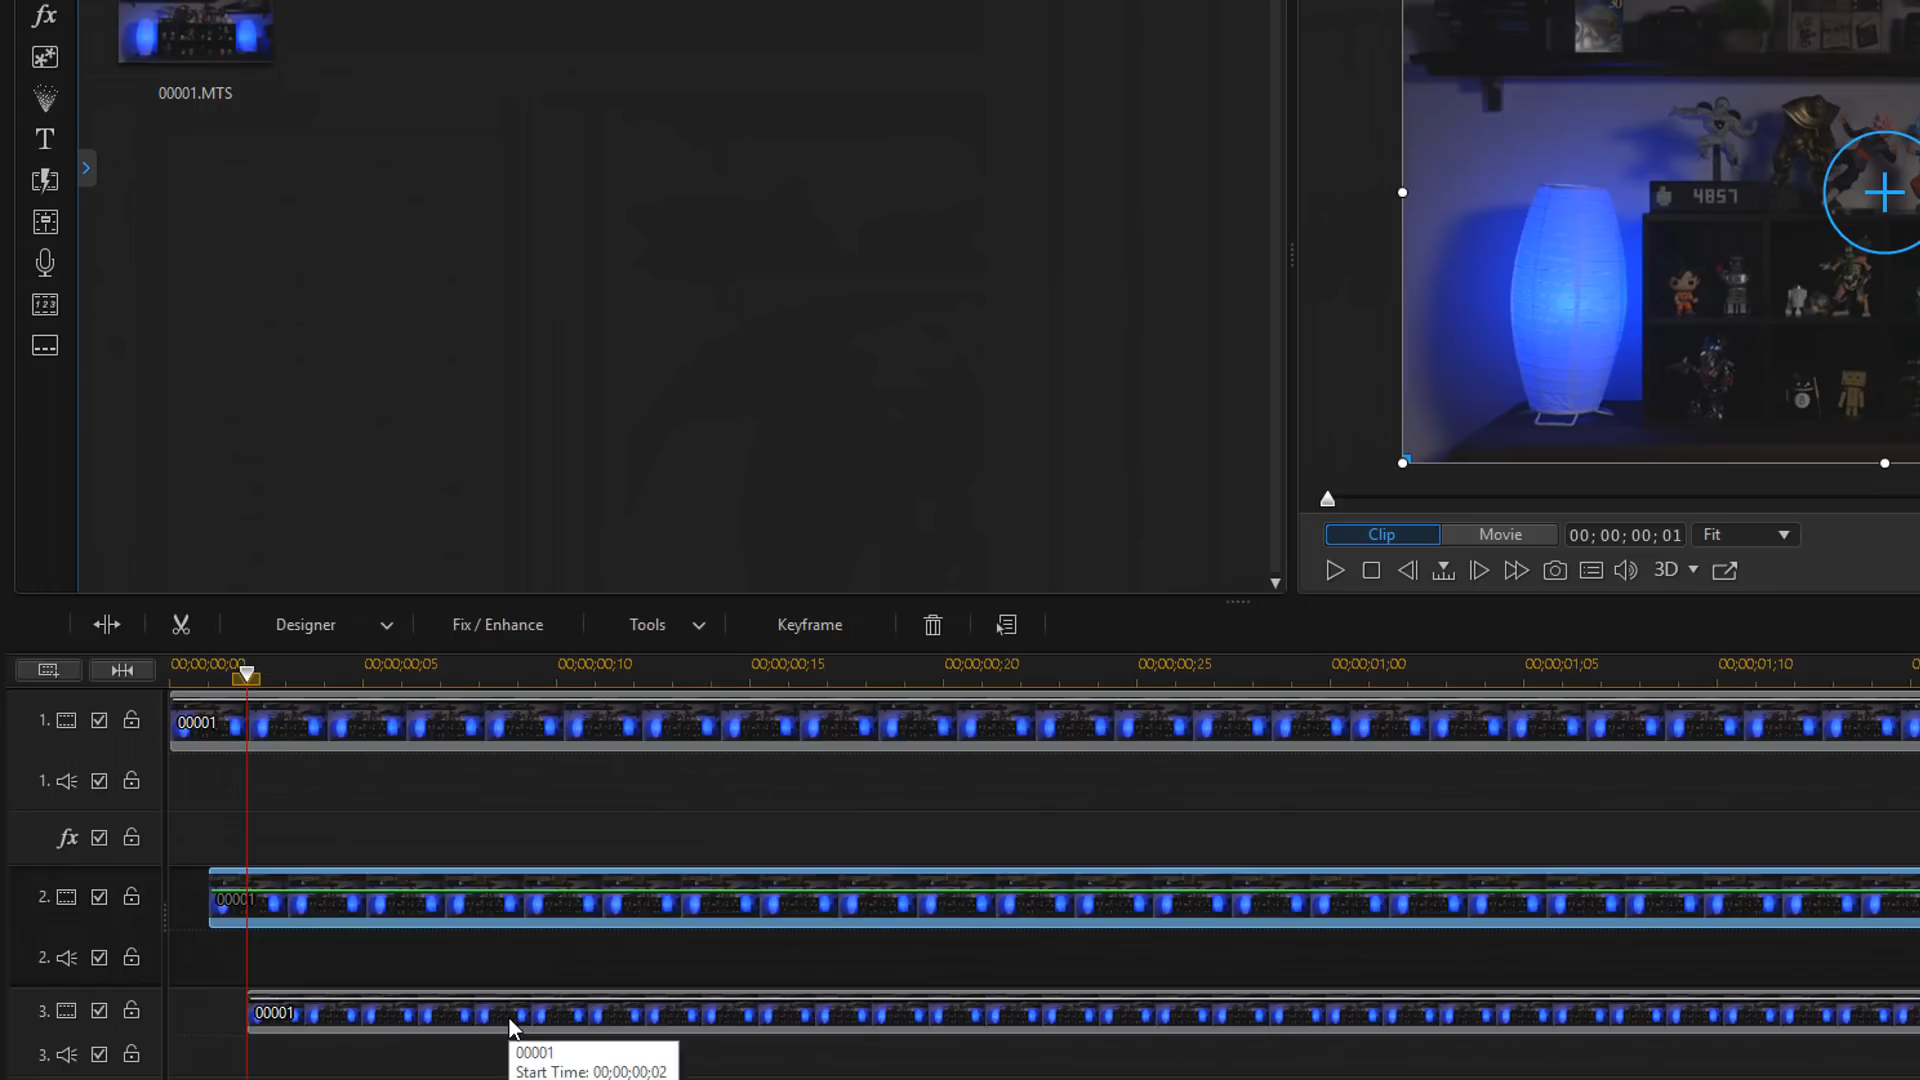 fx
00001.MTS
T
123
30
4857
Clip Movie 00;00;00;01 Fit
3D
Designer Fix / Enhance Tools Keyframe
00;00;00;00 00;00;00;05 00;00;00;10 00;00;00;15 00;00;00;20 00;00;00;25 00;00;01;00 00;00;01;05 00;00;01;10
1. 00001
1.
fx
2. 00001
2.
3. 00001
3.
00001
Start Time: 00;00;00;02